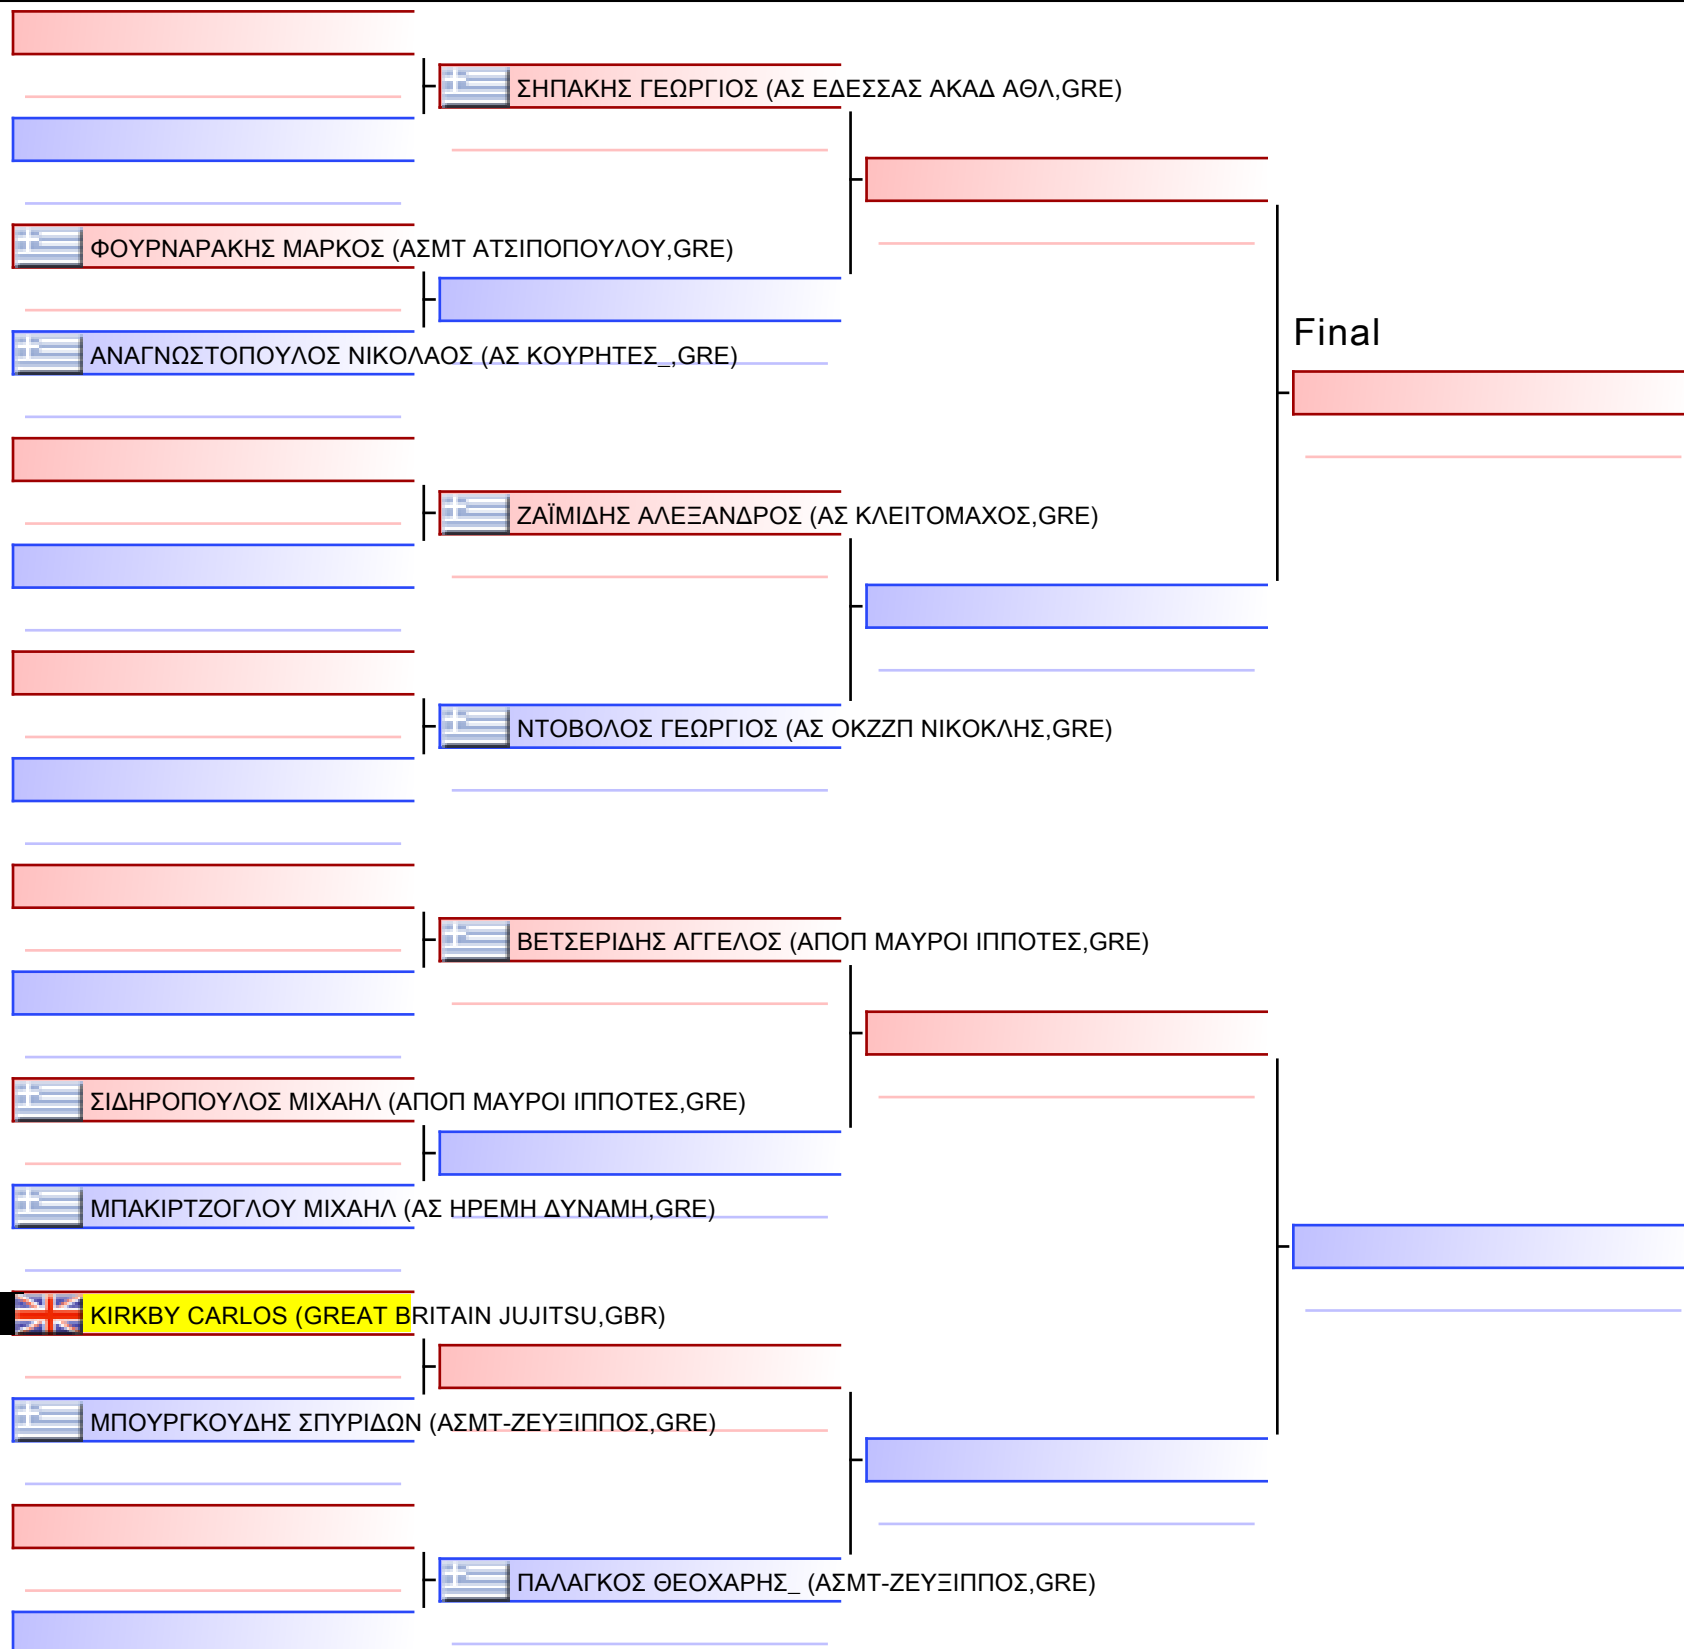 ΣΗΠΑΚΗΣ ΓΕΩΡΓΙΟΣ (ΑΣ ΕΔΕΣΣΑΣ ΑΚΑΔ ΑΘΛ,GRE)
ΦΟΥΡΝΑΡΑΚΗΣ ΜΑΡΚΟΣ (ΑΣΜΤ ΑΤΣΙΠΟΠΟΥΛΟΥ,GRE)
Final
ΑΝΑΓΝΩΣΤΟΠΟΥΛΟΣ ΝΙΚΟΛΑΟΣ (ΑΣ ΚΟΥΡΗΤΕΣ_,GRE)
ΖΑΪΜΙΔΗΣ ΑΛΕΞΑΝΔΡΟΣ (ΑΣ ΚΛΕΙΤΟΜΑΧΟΣ,GRE)
ΝΤΟΒΟΛΟΣ ΓΕΩΡΓΙΟΣ (ΑΣ ΟΚΖΖΠ ΝΙΚΟΚΛΗΣ,GRE)
ΒΕΤΣΕΡΙΔΗΣ ΑΓΓΕΛΟΣ (ΑΠΟΠ ΜΑΥΡΟΙ ΙΠΠΟΤΕΣ,GRE)
ΣΙΔΗΡΟΠΟΥΛΟΣ ΜΙΧΑΗΛ (ΑΠΟΠ ΜΑΥΡΟΙ ΙΠΠΟΤΕΣ,GRE)
ΜΠΑΚΙΡΤΖΟΓΛΟΥ ΜΙΧΑΗΛ (ΑΣ ΗΡΕΜΗ ΔΥΝΑΜΗ,GRE)
KIRKBY CARLOS (GREAT BRITAIN JUJITSU,GBR)
ΜΠΟΥΡΓΚΟΥΔΗΣ ΣΠΥΡΙΔΩΝ (ΑΣΜΤ-ΖΕΥΞΙΠΠΟΣ,GRE)
ΠΑΛΑΓΚΟΣ ΘΕΟΧΑΡΗΣ_ (ΑΣΜΤ-ΖΕΥΞΙΠΠΟΣ,GRE)